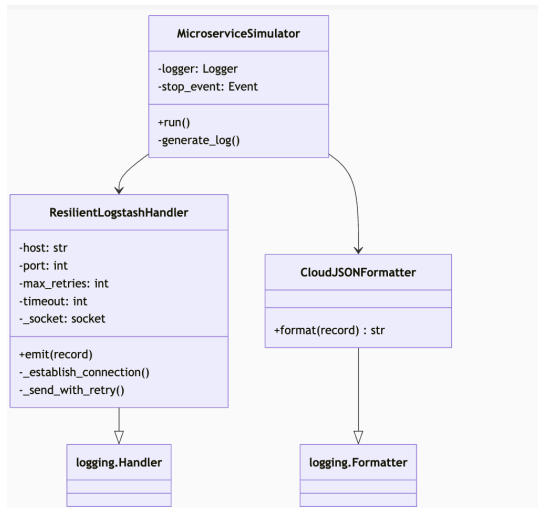 MicroserviceSimulator
-logger: Logger
-stop_event: Event
+run()
-generate_log()
ResilientLogstashHandler
-host: str
-port: int
-max_retries: int
-timeout: int
-_socket: socket
+emit(record)
-_establish_connection()
-_send_with_retry()
CloudJSONFormatter
+format(record) : str
logging.Handler
logging.Formatter